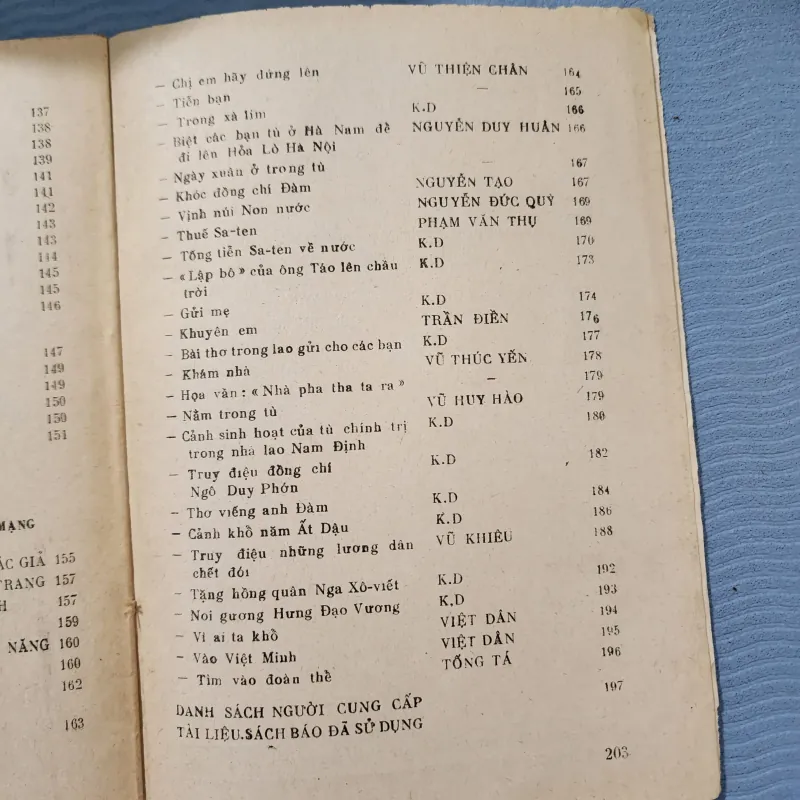 137
138
138
139
141
141
142
143
143
144
145
145
146
147
149
149
150
150
151
MẠNG
ÁC GIẢ 155
TRANG 157
H 157
159
NĂNG 160
160
162
163
— Chị em hãy đứng lên VŨ THIỆN CHÂN 164
— Tiễn bạn — 165
— Trong xà lim K.D 166
— Biệt các bạn tù ở Hà Nam để NGUYỄN DUY HUÂN 166
đi lên Hỏa Lò Hà Nội
— Ngày xuân ở trong tù — 167
— Khóc đồng chí Đàm NGUYỄN TẠO 167
— Vịnh núi Non nước NGUYỄN ĐỨC QUỲ 169
— Thuế Sa-ten PHẠM VĂN THỤ 169
— Tống tiễn Sa-ten về nước K.D 170
— «Lập bô» của ông Táo lên chầu K.D 173
trời
— Gửi mẹ K.D 174
— Khuyên em TRẦN ĐIỀN 176
— Bài thơ trong lao gửi cho các bạn K.D 177
— Khám nhà VŨ THÚC YẾN 178
— Họa vần: «Nhà pha tha ta ra» — 179
— Nằm trong tù VŨ HUY HÀO 179
— Cảnh sinh hoạt của tù chính trị K.D 180
trong nhà lao Nam Định
— Truy điệu đồng chí K.D 182
Ngô Duy Phớn
— Thơ viếng anh Đàm K.D 184
— Cảnh khổ năm Ất Dậu K.D 186
— Truy điệu những lương dân VŨ KHIÊU 188
chết đói
— Tặng hồng quân Nga Xô-viết K.D 192
— Noi gương Hưng Đạo Vương K.D 193
— Vì ai ta khổ VIỆT DÂN 194
— Vào Việt Minh VIỆT DÂN 195
— Tìm vào đoàn thể TỐNG TÁ 196
DANH SÁCH NGƯỜI CUNG CẤP 197
TÀI LIỆU.SÁCH BÁO ĐÃ SỬ DỤNG
203